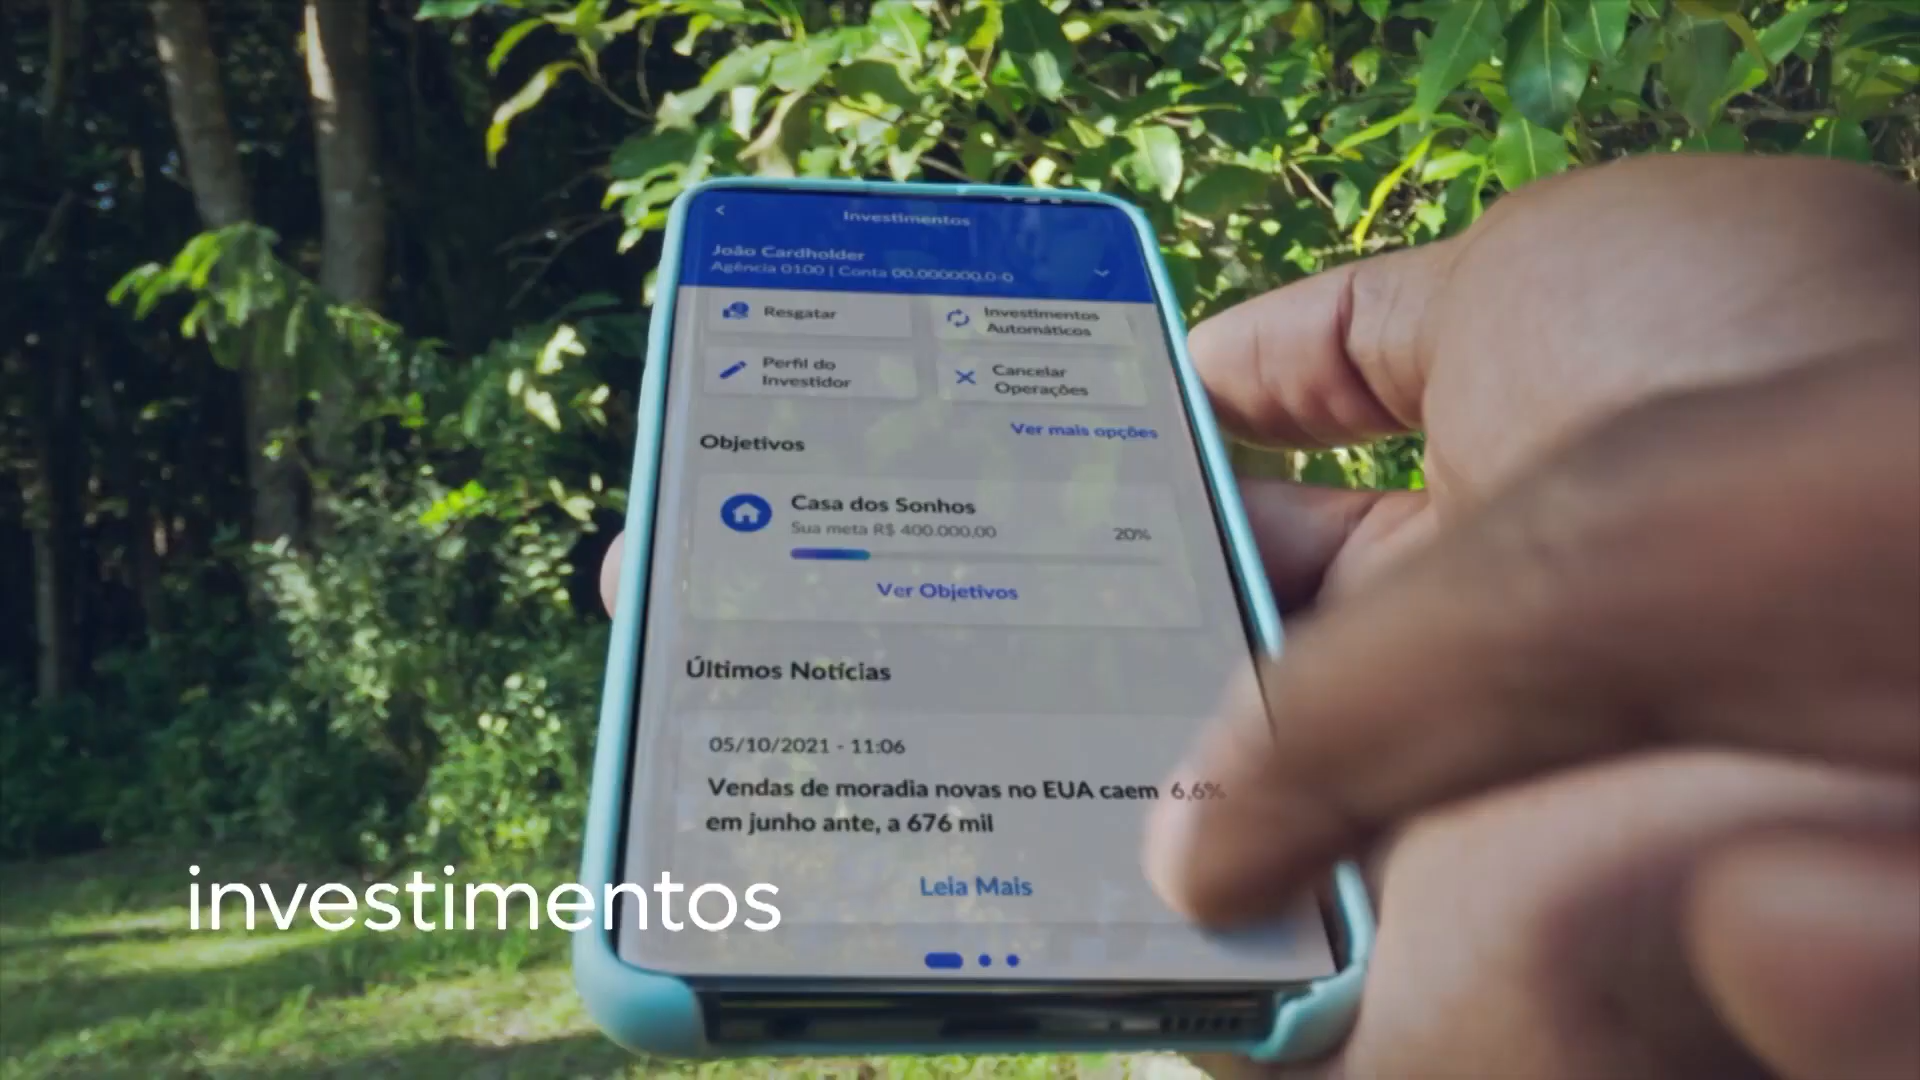 Investimentos
João Cardholder
Agência 0100 | Conta 00.000000.0-0
Resgatar
Investimentos
Automáticos
Perfil do
Investidor
Cancelar
Operações
Ver mais opções
Objetivos
Casa dos Sonhos
Sua meta R$ 400.000,00
20%
Ver Objetivos
Últimos Notícias
05/10/2021 - 11:06
Vendas de moradia novas no EUA caem 6,6%
em junho ante, a 676 mil
Leia Mais
investimentos